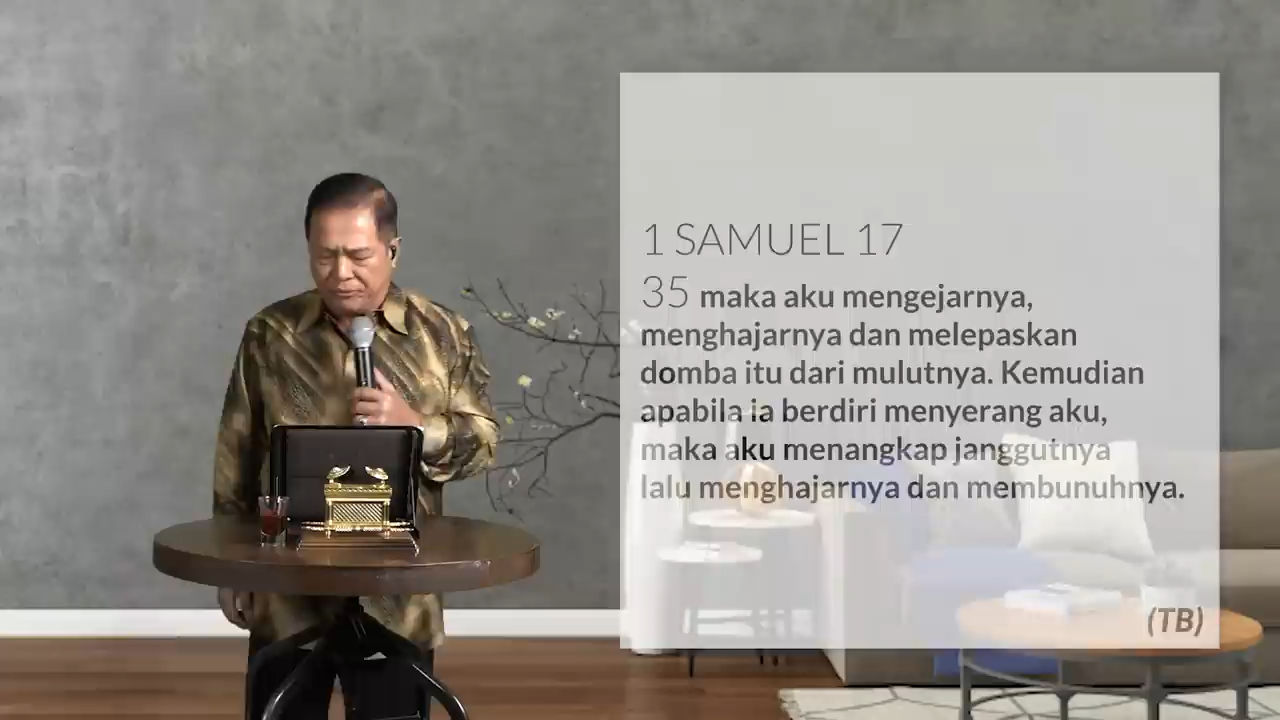 1 SAMUEL 17
35 maka aku mengejarnya,
menghajarnya dan melepaskan
domba itu dari mulutnya. Kemudian
apabila ia berdiri menyerang aku,
maka aku menangkap janggutnya
lalu menghajarnya dan membunuhnya.
(TB)